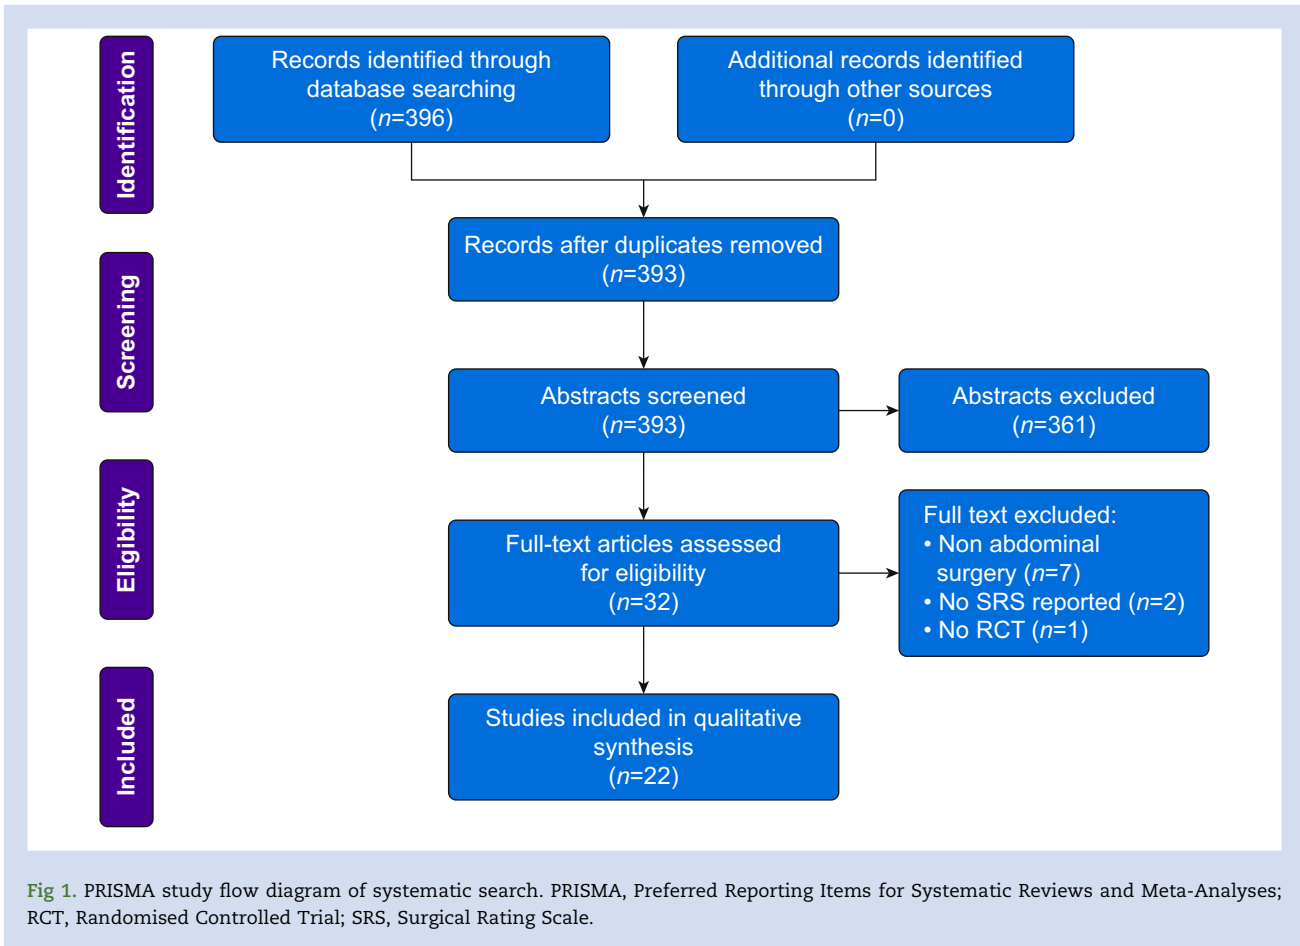 Identification
Records identified through
database searching
(n=396)
Additional records identified
through other sources
(n=0)
Records after duplicates removed
(n=393)
Screening
Abstracts screened
(n=393)
Abstracts excluded
(n=361)
Eligibility
Full-text articles assessed
for eligibility
(n=32)
Full text excluded:
• Non abdominal
surgery (n=7)
• No SRS reported (n=2)
• No RCT (n=1)
Included
Studies included in qualitative
synthesis
(n=22)
Fig 1. PRISMA study flow diagram of systematic search. PRISMA, Preferred Reporting Items for Systematic Reviews and Meta-Analyses;
RCT, Randomised Controlled Trial; SRS, Surgical Rating Scale.